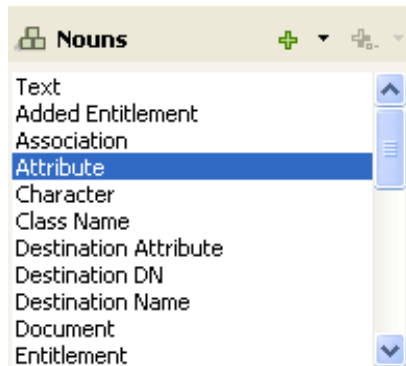 Nouns
Text
Added Entitlement
Association
Attribute
Character
Class Name
Destination Attribute
Destination DN
Destination Name
Document
Entitlement